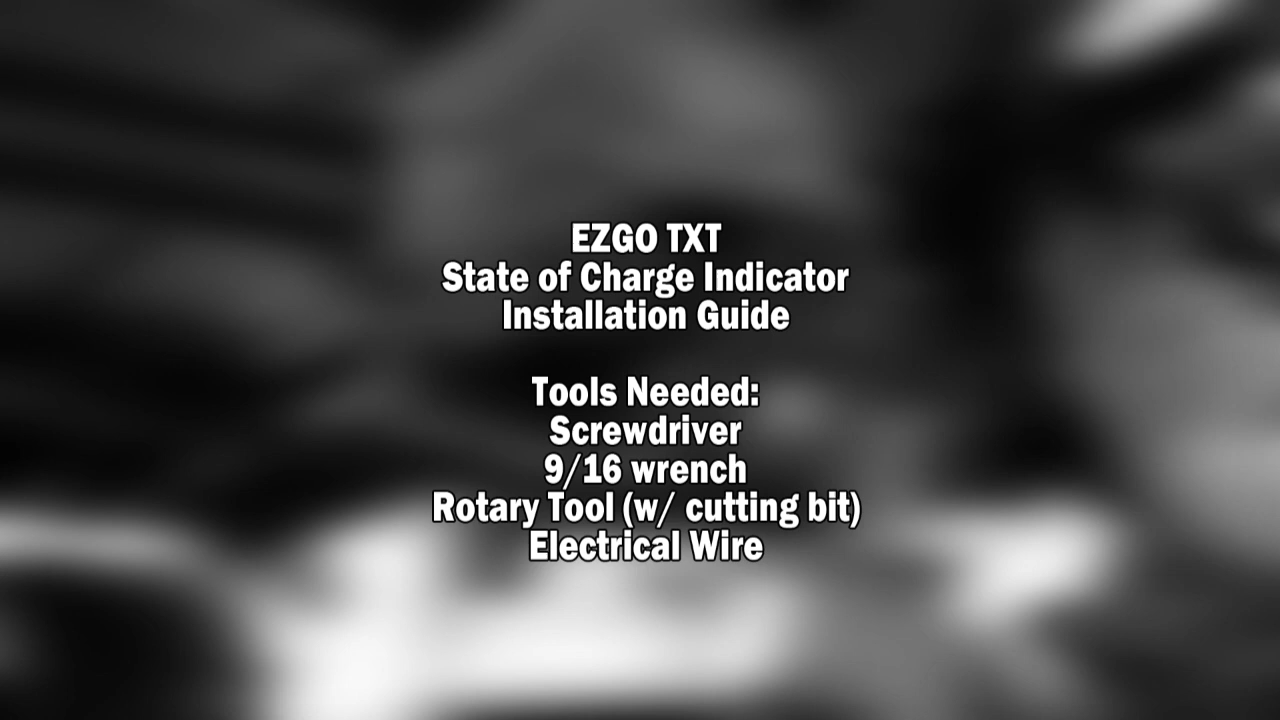 EZGO TXT
State of Charge Indicator
Installation Guide
Tools Needed:
Screwdriver
9/16 wrench
Rotary Tool (w/ cutting bit)
Electrical Wire